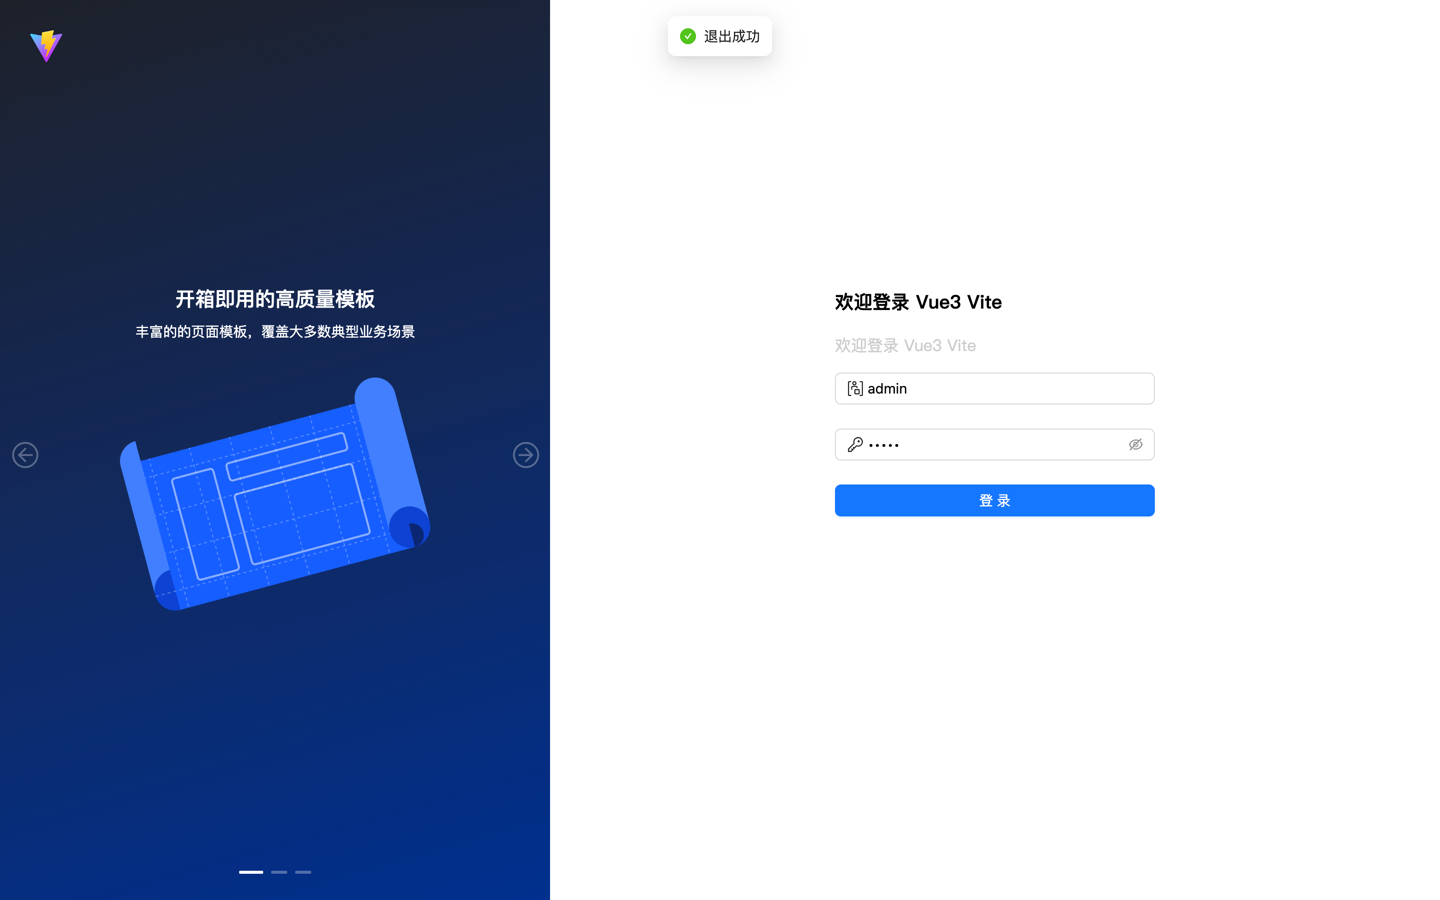 退出成功
开箱即用的高质量模板
丰富的的页面模板，覆盖大多数典型业务场景
欢迎登录 Vue3 Vite
欢迎登录 Vue3 Vite
admin
•••••
登 录